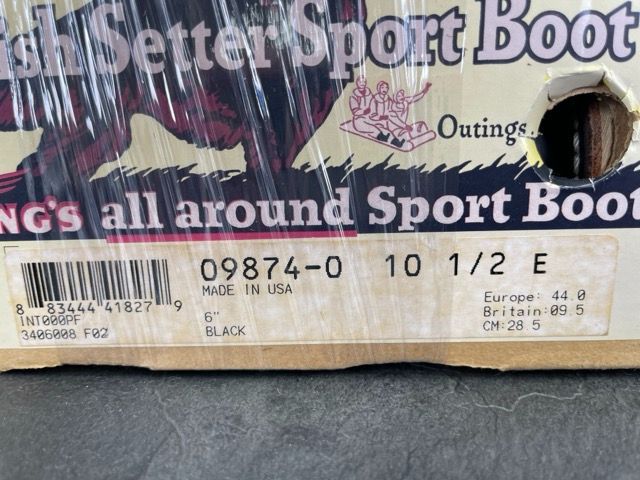 ish Setter Sport Boot
Outings
NG'S all around Sport Boot
09874-0 10 1/2 E
MADE IN USA
8 83444 41827 9
INT000PF
3406008 F02
6"
BLACK
Europe: 44.0
Britain:09.5
CM:28.5